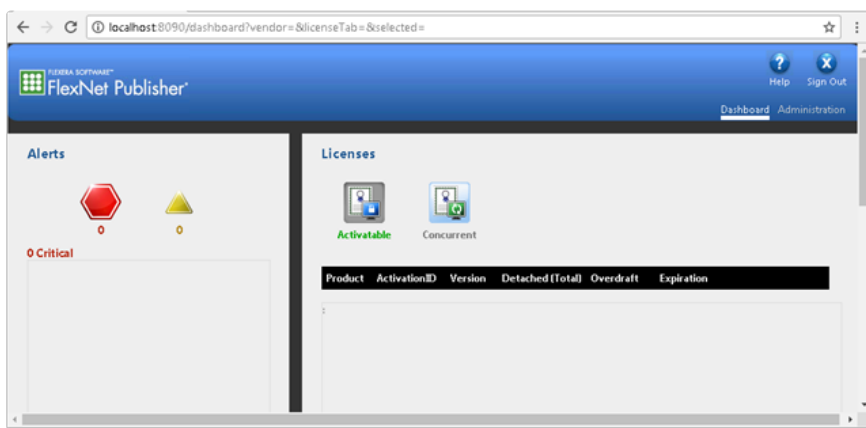 localhost:8090/dashboard?vendor=&licenseTab=&selected=
FLEXERA SOFTWARE™
FlexNet Publisher®
Help Sign Out
Dashboard Administration
Alerts
0 0
0 Critical
Licenses
Activatable Concurrent
Product ActivationID Version Detached (Total) Overdraft Expiration
: